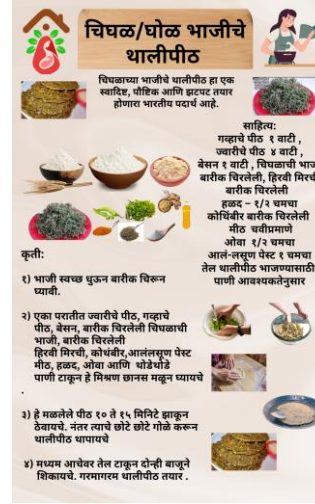 चिघळ/घोळ भाजीचे
थालीपीठ
चिघळाच्या भाजीचे थालीपीठ हा एक
स्वादिष्ट, पौष्टिक आणि झटपट तयार
होणारा भारतीय पदार्थ आहे.
साहित्य:
गव्हाचे पीठ १ वाटी ,
ज्वारीचे पीठ ४ वाटी ,
बेसन १ वाटी , चिघळाची भाज
बारीक चिरलेली, हिरवी मिरची
बारीक चिरलेली
हळद – १/२ चमचा
कोथिंबीर बारीक चिरलेली
मीठ चवीप्रमाणे
ओवा १/२ चमचा
आलं-लसूण पेस्ट १ चमचा
तेल थालीपीठ भाजण्यासाठी
पाणी आवश्यकतेनुसार
कृती:
१) भाजी स्वच्छ धुऊन बारीक चिरून
घ्यावी.
२) एका परातीत ज्वारीचे पीठ, गव्हाचे
पीठ, बेसन, बारीक चिरलेली चिघळाची
भाजी, बारीक चिरलेली
हिरवी मिरची, कोथंबीर,आलंलसूण पेस्ट
मीठ, हळद, ओवा आणि थोडेथोडे
पाणी टाकून हे मिश्रण छानस मळून घ्यायचे
.
३) हे मळलेले पीठ १० ते १५ मिनिटे झाकून
ठेवायचे. नंतर त्याचे छोटे छोटे गोळे करून
थालीपीठ थापायचे
४) मध्यम आचेवर तेल टाकून दोन्ही बाजूने
शिकायचे. गरमागरम थालीपीठ तयार .